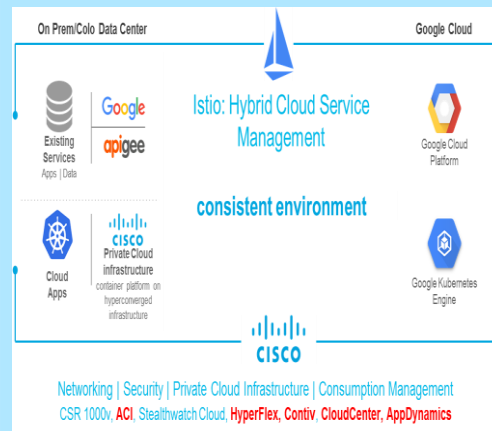 On Prem/Colo Data Center
Google Cloud
Existing
Services
Apps | Data
Google
apigee
Istio: Hybrid Cloud Service
Management
Google Cloud
Platform
consistent environment
Cloud
Apps
CISCO
Private Cloud
infrastructure
container platform on
hyperconverged
infrastructure
Google Kubernetes
Engine
CISCO
Networking | Security | Private Cloud Infrastructure | Consumption Management
CSR 1000v, ACI, Stealthwatch Cloud, HyperFlex, Contiv, CloudCenter, AppDynamics